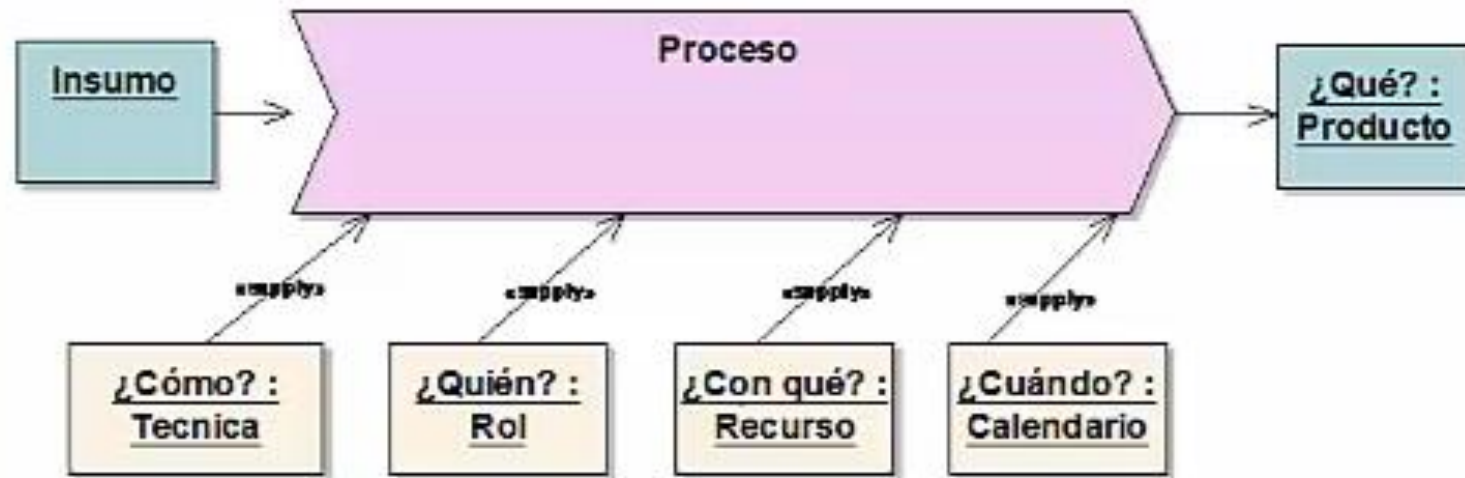 Proceso
Insumo
¿Qué? :
Producto
«supply»
«supply»
«supply»
«supply»
¿Cómo? :
Tecnica
¿Quién? :
Rol
¿Con qué? :
Recurso
¿Cuándo? :
Calendario